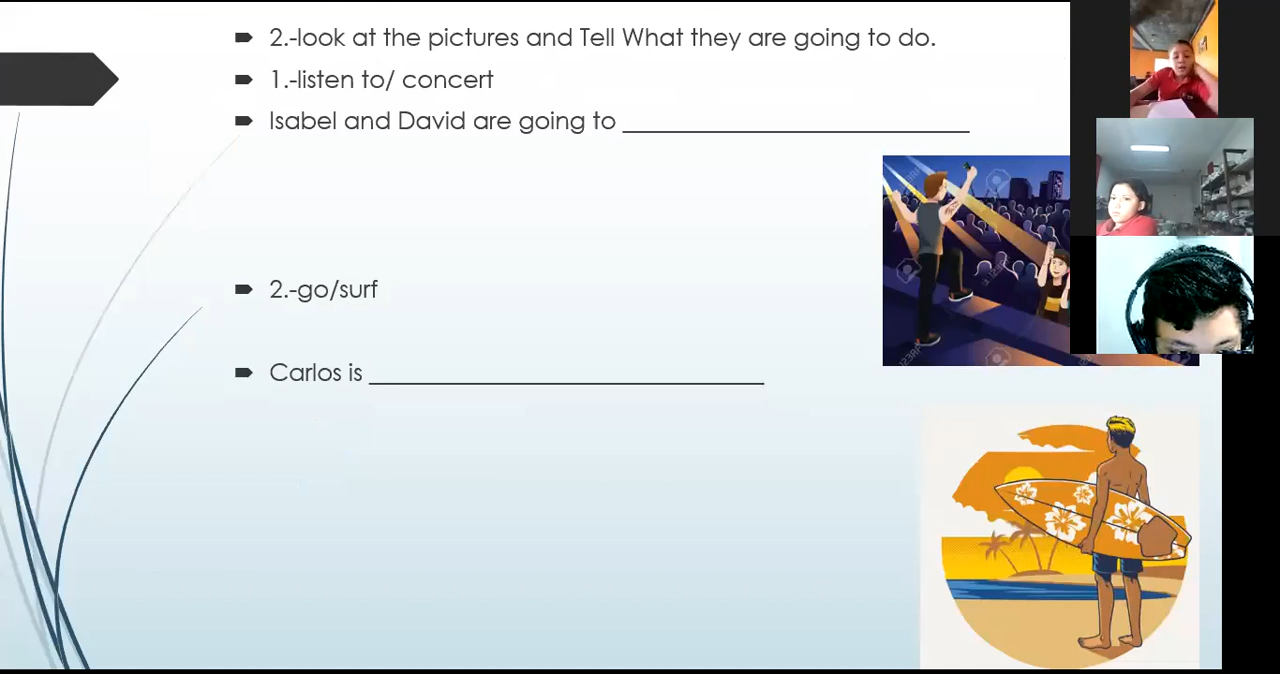 2.-look at the pictures and Tell What they are going to do.
1.-listen to/ concert
Isabel and David are going to ___________________________
2.-go/surf
Carlos is _______________________________